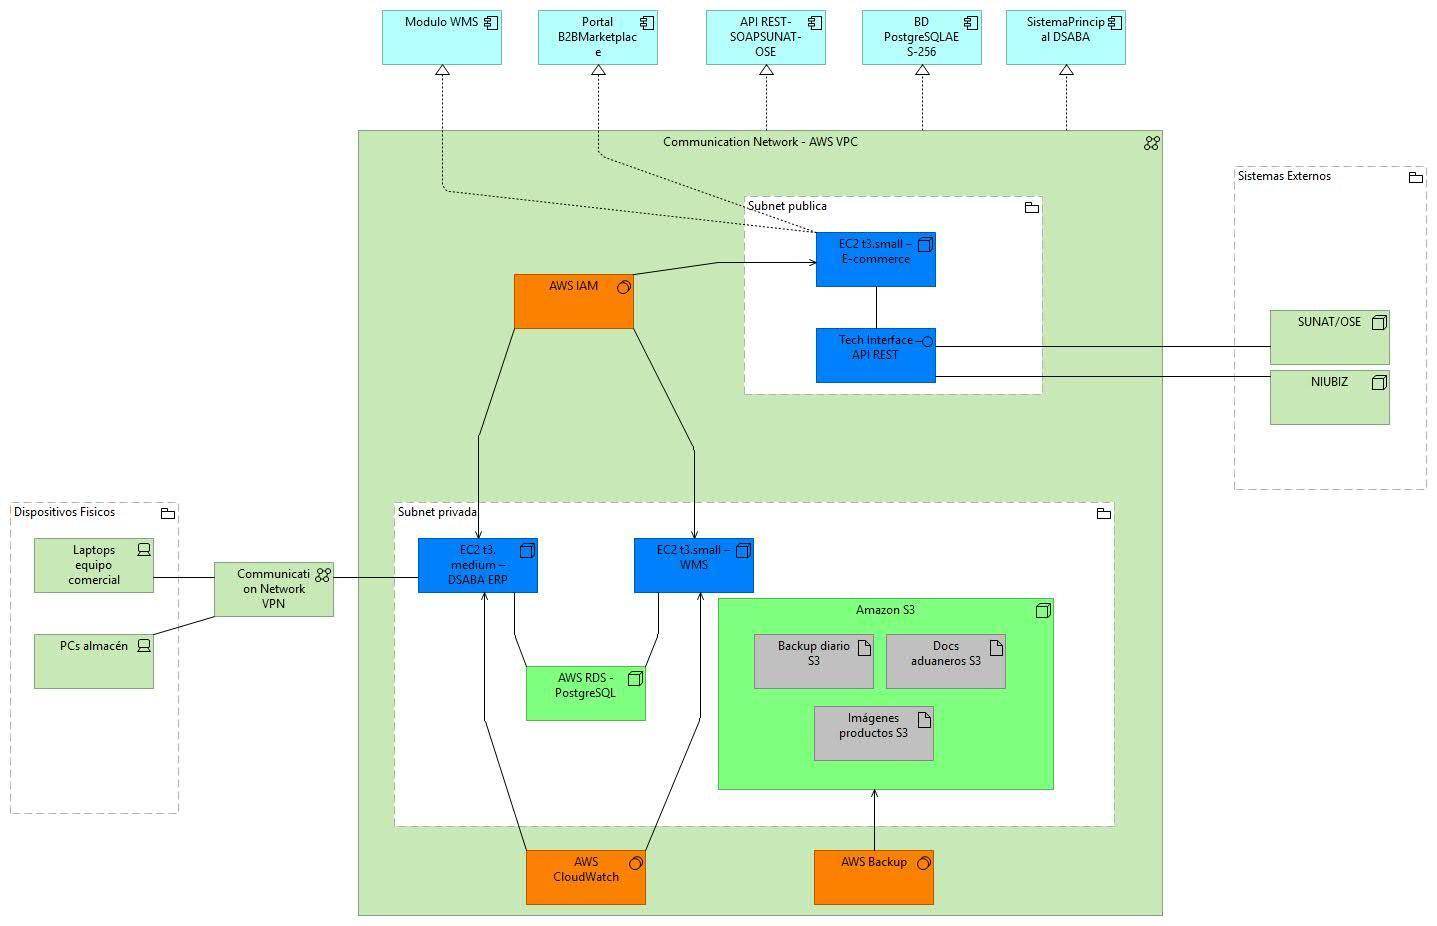 Modulo WMS
Portal
B2BMarketplac
e
API REST-
SOAPSUNAT-
OSE
BD
PostgreSQLAE
S-256
SistemaPrincip
al DSABA
Communication Network - AWS VPC
Sistemas Externos
Subnet publica
EC2 t3.small –
E-commerce
AWS IAM
Tech Interface –
API REST
SUNAT/OSE
NIUBIZ
Dispositivos Fisicos
Subnet privada
Laptops
equipo
comercial
Communicati
on Network
VPN
PCs almacén
EC2 t3.
medium –
DSABA ERP
EC2 t3.small –
WMS
Amazon S3
Backup diario
S3
Docs
aduaneros S3
AWS RDS -
PostgreSQL
Imágenes
productos S3
AWS
CloudWatch
AWS Backup